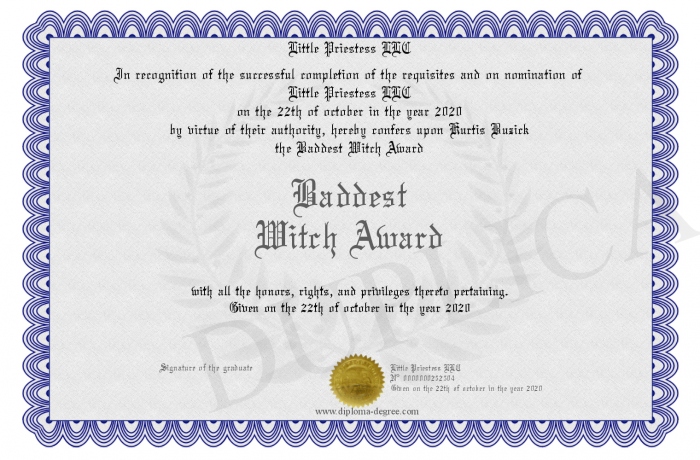 Little Priestess LLC
In recognition of the successful completion of the requisites and on nomination of
Little Priestess LLC
on the 22th of october in the year 2020
by virtue of their authority, hereby confers upon Kurtis Busick
the Baddest Witch Award
Baddest
Witch Award
with all the honors, rights, and privileges thereto pertaining.
Given on the 22th of october in the year 2020
DUPLICA
Signature of the graduate
Little Priestess LLC
Nº 0000000232304
Given on the 22th of october in the year 2020
www.diploma-degree.com